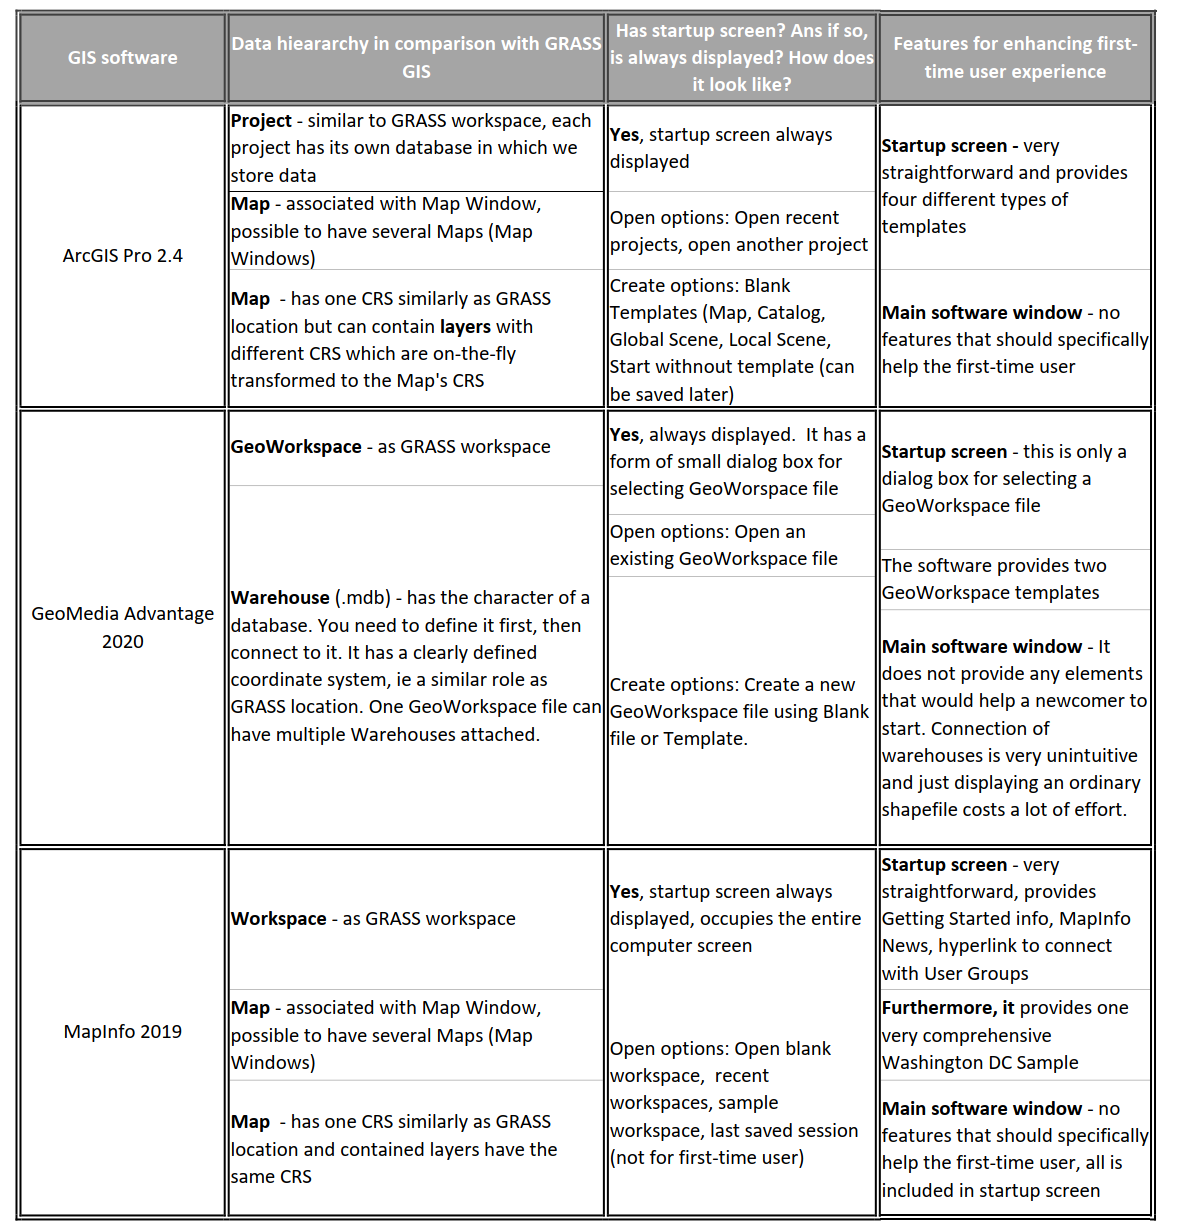 GIS software
Data hieararchy in comparison with GRASS
GIS
Has startup screen? Ans if so,
is always displayed? How does
it look like?
Features for enhancing first-
time user experience
ArcGIS Pro 2.4
Project - similar to GRASS workspace, each
project has its own database in which we
store data
Map - associated with Map Window,
possible to have several Maps (Map
Windows)
Map  - has one CRS similarly as GRASS
location but can contain layers with
different CRS which are on-the-fly
transformed to the Map's CRS
Yes, startup screen always
displayed
Open options: Open recent
projects, open another project
Create options: Blank
Templates (Map, Catalog,
Global Scene, Local Scene,
Start withnout template (can
be saved later)
Startup screen - very
straightforward and provides
four different types of
templates
Main software window - no
features that should specifically
help the first-time user
GeoMedia Advantage
2020
GeoWorkspace - as GRASS workspace
Warehouse (.mdb) - has the character of a
database. You need to define it first, then
connect to it. It has a clearly defined
coordinate system, ie a similar role as
GRASS location. One GeoWorkspace file can
have multiple Warehouses attached.
Yes, always displayed.  It has a
form of small dialog box for
selecting GeoWorspace file
Open options: Open an
existing GeoWorkspace file
Create options: Create a new
GeoWorkspace file using Blank
file or Template.
Startup screen - this is only a
dialog box for selecting a
GeoWorkspace file
The software provides two
GeoWorkspace templates
Main software window - It
does not provide any elements
that would help a newcomer to
start. Connection of
warehouses is very unintuitive
and just displaying an ordinary
shapefile costs a lot of effort.
MapInfo 2019
Workspace - as GRASS workspace
Map - associated with Map Window,
possible to have several Maps (Map
Windows)
Map  - has one CRS similarly as GRASS
location and contained layers have the
same CRS
Yes, startup screen always
displayed, occupies the entire
computer screen
Open options: Open blank
workspace,  recent
workspaces, sample
workspace, last saved session
(not for first-time user)
Startup screen - very
straightforward, provides
Getting Started info, MapInfo
News, hyperlink to connect
with User Groups
Furthermore, it provides one
very comprehensive
Washington DC Sample
Main software window - no
features that should specifically
help the first-time user, all is
included in startup screen